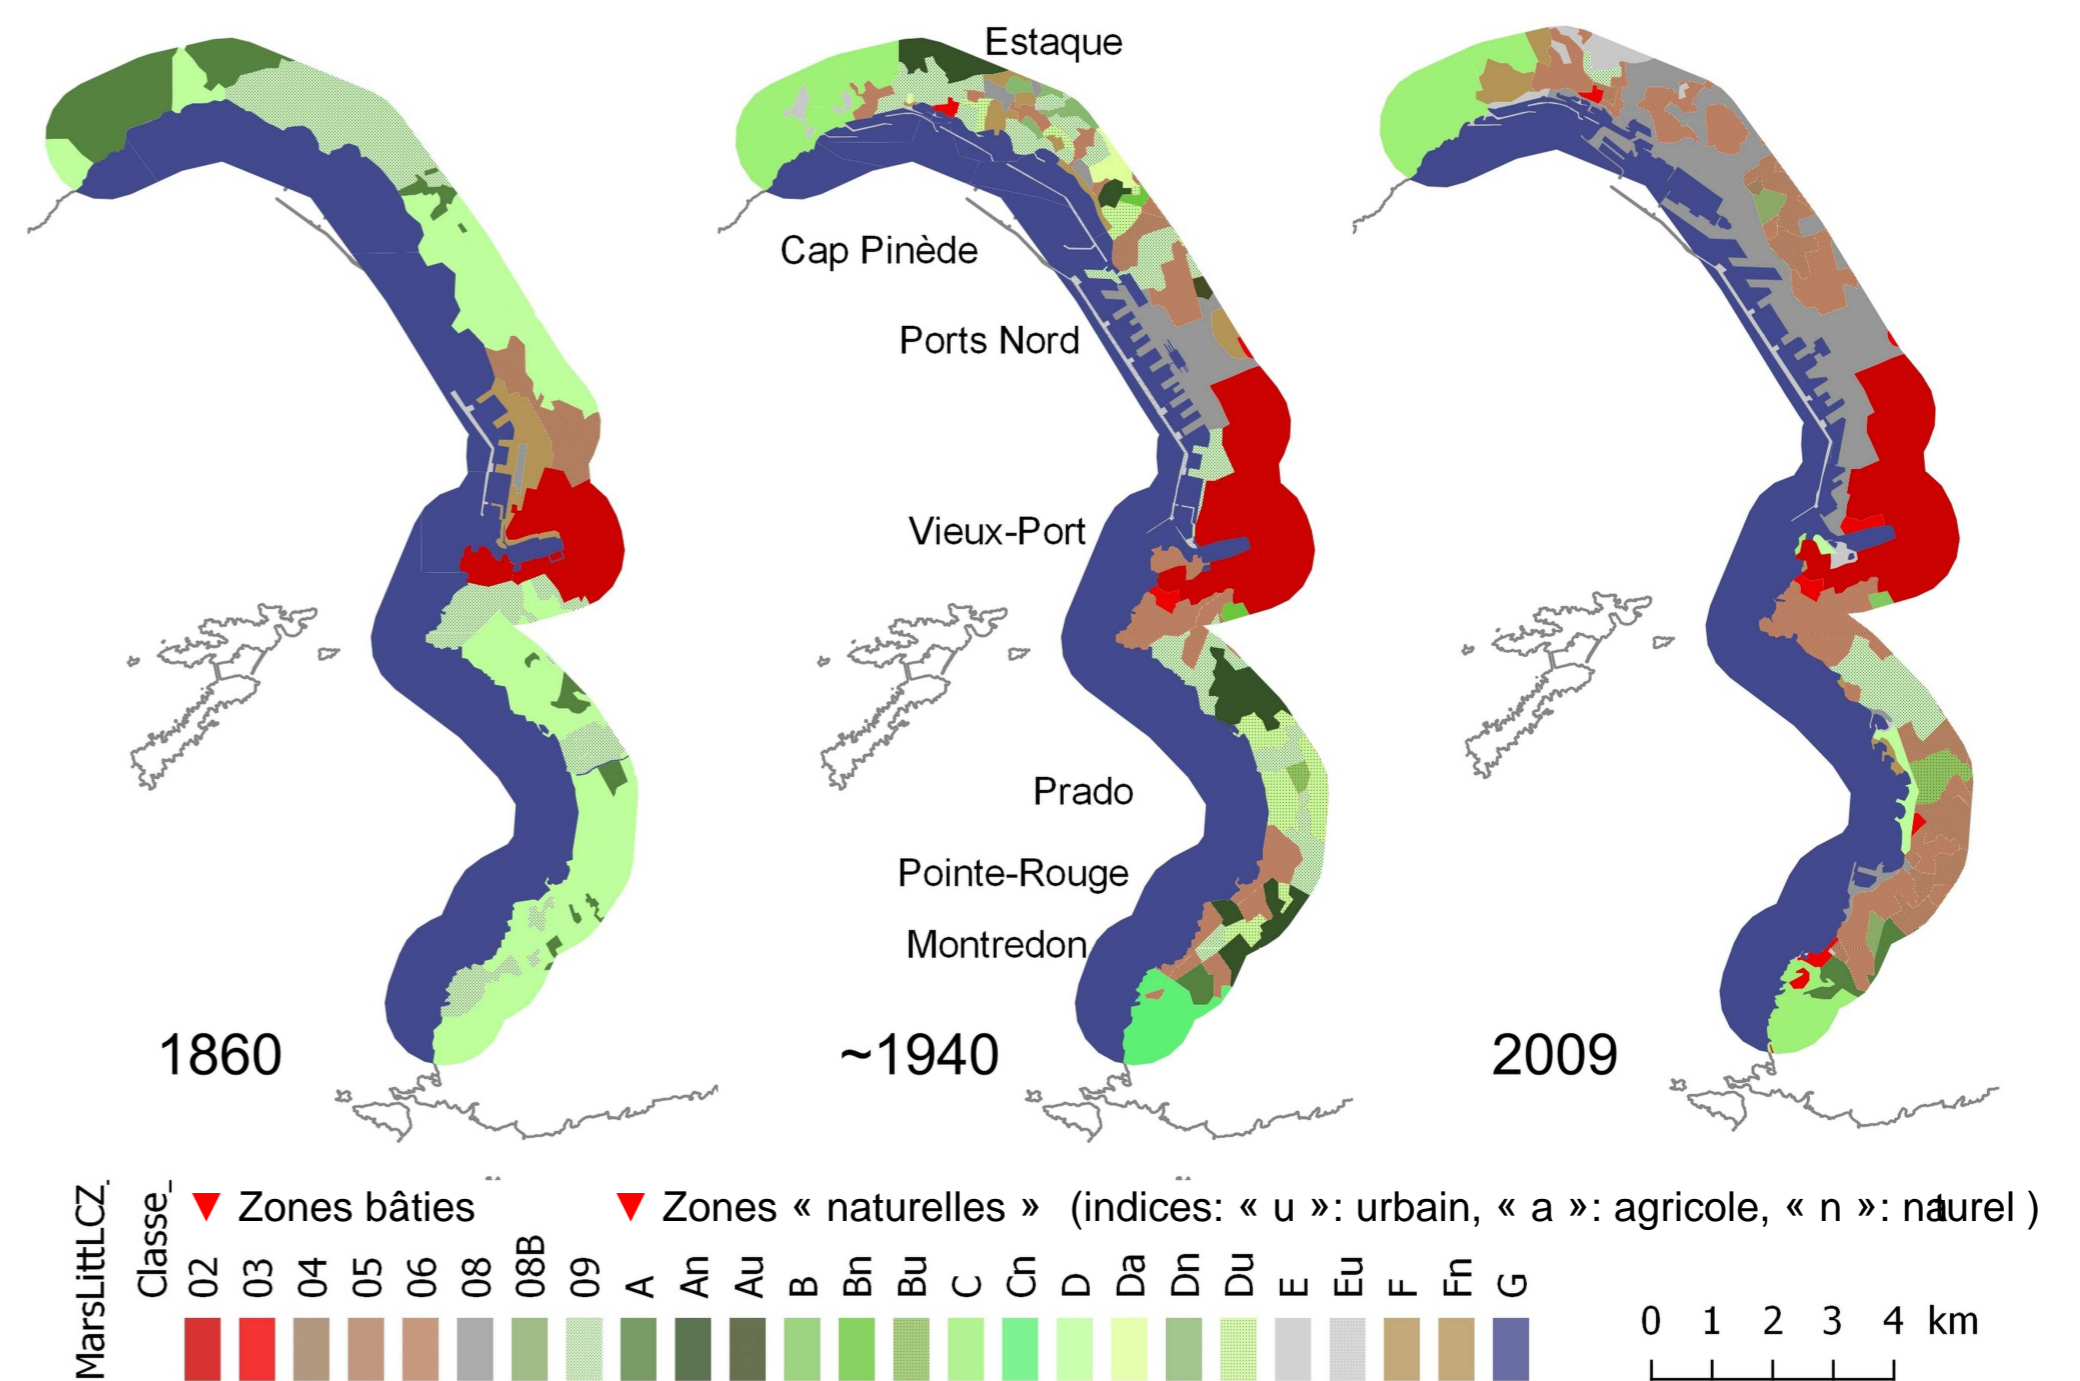 Estaque
Cap Pinède
Ports Nord
Vieux-Port
Prado
Pointe-Rouge
Montredon
1860
~1940
2009
MarsLittLCZ
Classe_
▼ Zones bâties
▼ Zones « naturelles » (indices: « u »: urbain, « a »: agricole, « n »: naturel )
02 03 04 05 06 08 08B 09 A An Au B Bn Bu C Cn D Da Dn Du E Eu F Fn G
0 1 2 3 4 km